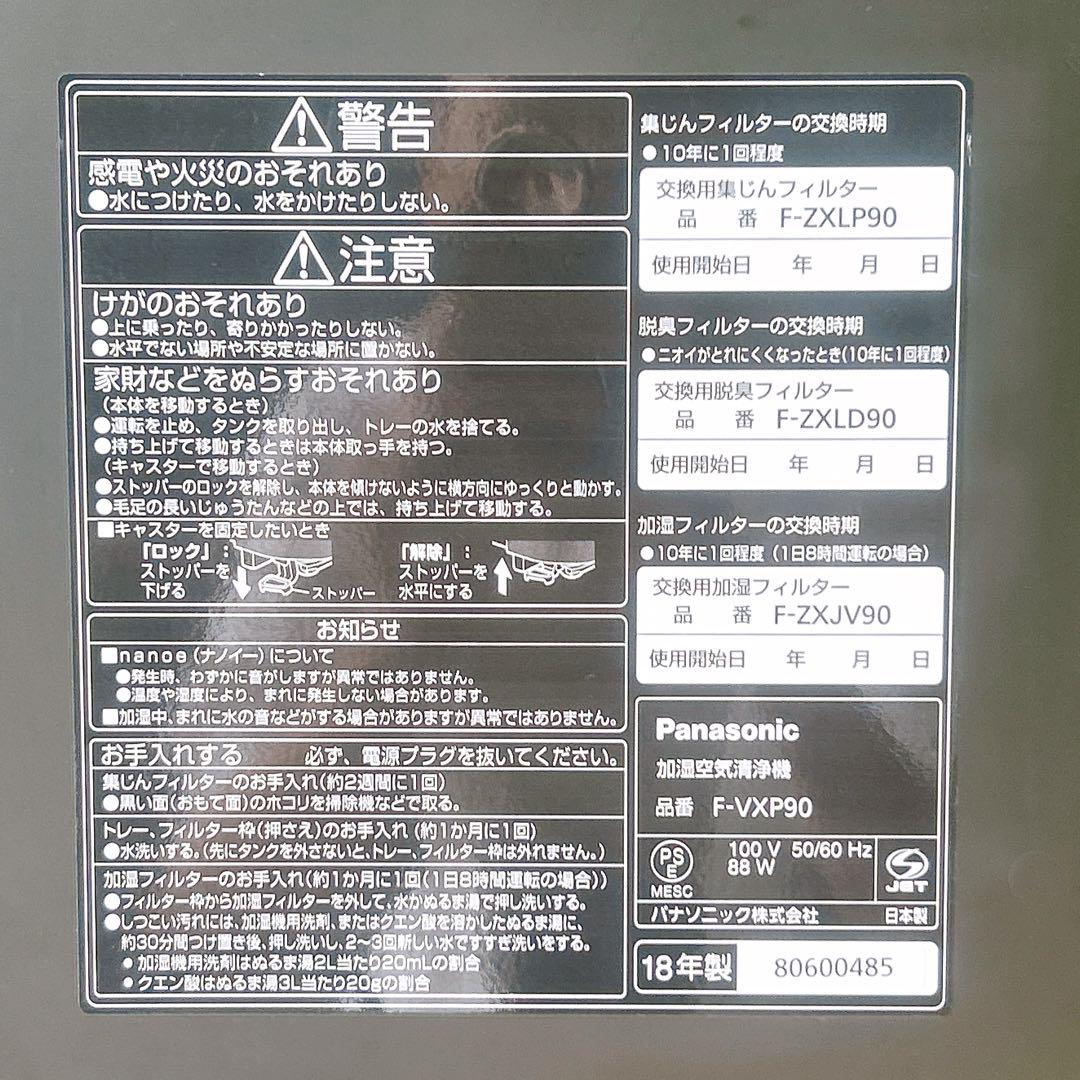 警告
感電や火災のおそれあり
●水につけたり、水をかけたりしない。
注意
けがのおそれあり
●上に乗ったり、寄りかかったりしない。
●水平でない場所や不安定な場所に置かない。
家財などをぬらすおそれあり
(本体を移動するとき)
●運転を止め、タンクを取り出し、トレーの水を捨てる。
●持ち上げて移動するときは本体取っ手を持つ。
(キャスターで移動するとき)
●ストッパーのロックを解除し、本体を傾けないように横方向にゆっくりと動かす。
●毛足の長いじゅうたんなどの上では、持ち上げて移動する。
■キャスターを固定したいとき
「ロック」:
ストッパーを
下げる
ストッパー
「解除」:
ストッパーを
水平にする
お知らせ
■nanoe(ナノイー)について
●発生時、わずかに音がしますが異常ではありません。
●温度や湿度により、まれに発生しない場合があります。
■加湿中、まれに水の音などがする場合がありますが異常ではありません。
お手入れする 必ず、電源プラグを抜いてください。
集じんフィルターのお手入れ(約2週間に1回)
●黒い面(おもて面)のホコリを掃除機などで取る。
トレー、フィルター枠(押さえ)のお手入れ(約1か月に1回)
●水洗いする。(先にタンクを外さないと、トレー、フィルター枠は外れません。)
加湿フィルターのお手入れ(約1か月に1回(1日8時間運転の場合))
●フィルター枠から加湿フィルターを外して、水かぬるま湯で押し洗いする。
●しつこい汚れには、加湿機用洗剤、またはクエン酸を溶かしたぬるま湯に、
約30分間つけ置き後、押し洗いし、2〜3回新しい水ですすぎ洗いをする。
●加湿機用洗剤はぬるま湯2L当たり20mLの割合
●クエン酸はぬるま湯3L当たり20gの割合
集じんフィルターの交換時期
●10年に1回程度
交換用集じんフィルター
品番 F-ZXLP90
使用開始日 年 月 日
脱臭フィルターの交換時期
●ニオイがとれにくくなったとき(10年に1回程度)
交換用脱臭フィルター
品番 F-ZXLD90
使用開始日 年 月 日
加湿フィルターの交換時期
●10年に1回程度(1日8時間運転の場合)
交換用加湿フィルター
品番 F-ZXJV90
使用開始日 年 月 日
Panasonic
加湿空気清浄機
品番 F-VXP90
PSE
MESC
100 V 50/60 Hz
88 W
JET
パナソニック株式会社 日本製
18年製 80600485